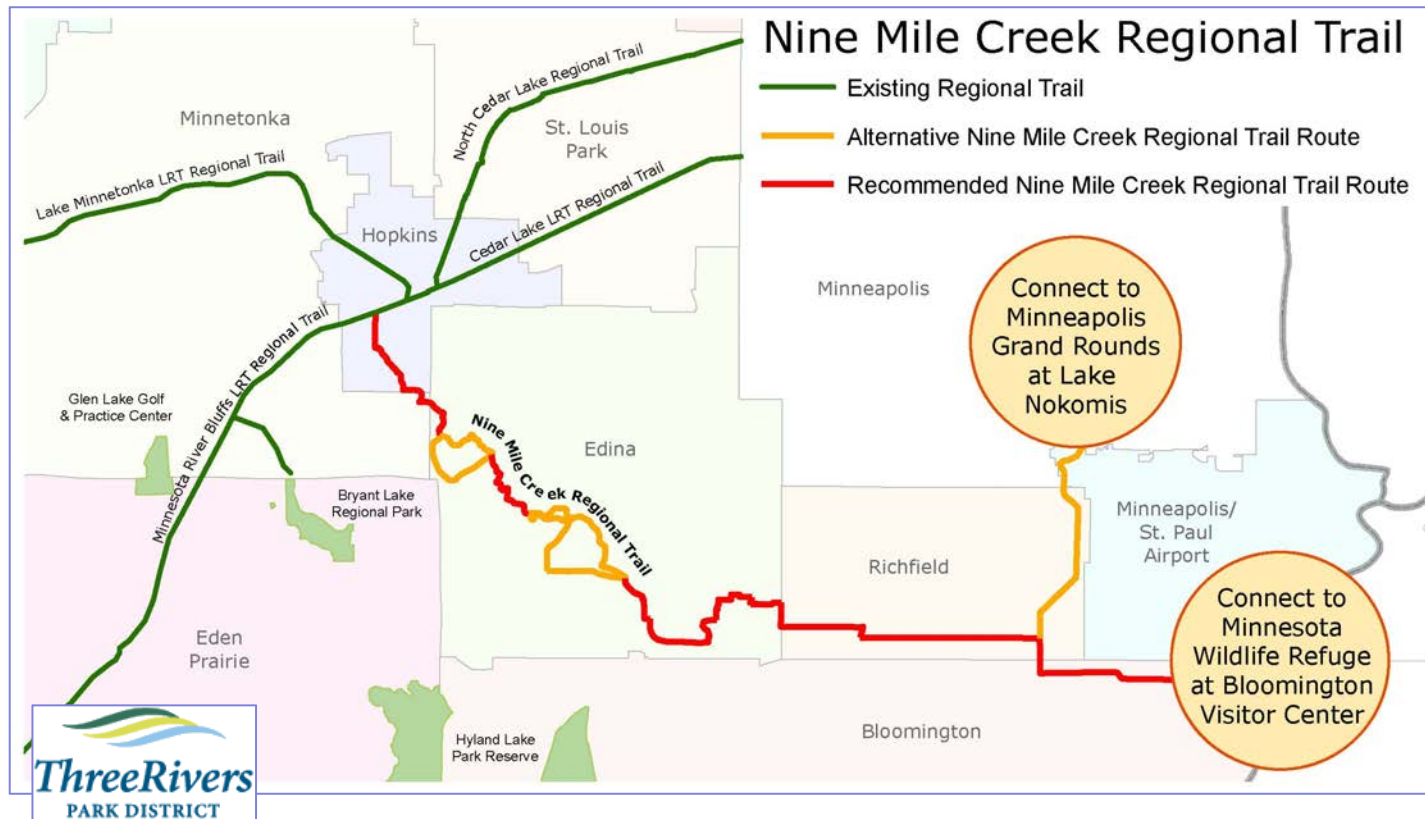 Nine Mile Creek Regional Trail
Existing Regional Trail
Alternative Nine Mile Creek Regional Trail Route
Recommended Nine Mile Creek Regional Trail Route
North Cedar Lake Regional Trail
Minnetonka
St. Louis
Park
Lake Minnetonka LRT Regional Trail
Cedar Lake LRT Regional Trail
Hopkins
Minneapolis
Connect to
Minneapolis
Grand Rounds
at Lake
Nokomis
Minnesota River Bluffs LRT Regional Trail
Glen Lake Golf
& Practice Center
Nine Mile Creek Regional Trail
Edina
Bryant Lake
Regional Park
Minneapolis/
St. Paul
Airport
Richfield
Connect to
Minnesota
Wildlife Refuge
at Bloomington
Visitor Center
Eden
Prairie
Hyland Lake
Park Reserve
Bloomington
ThreeRivers
PARK DISTRICT